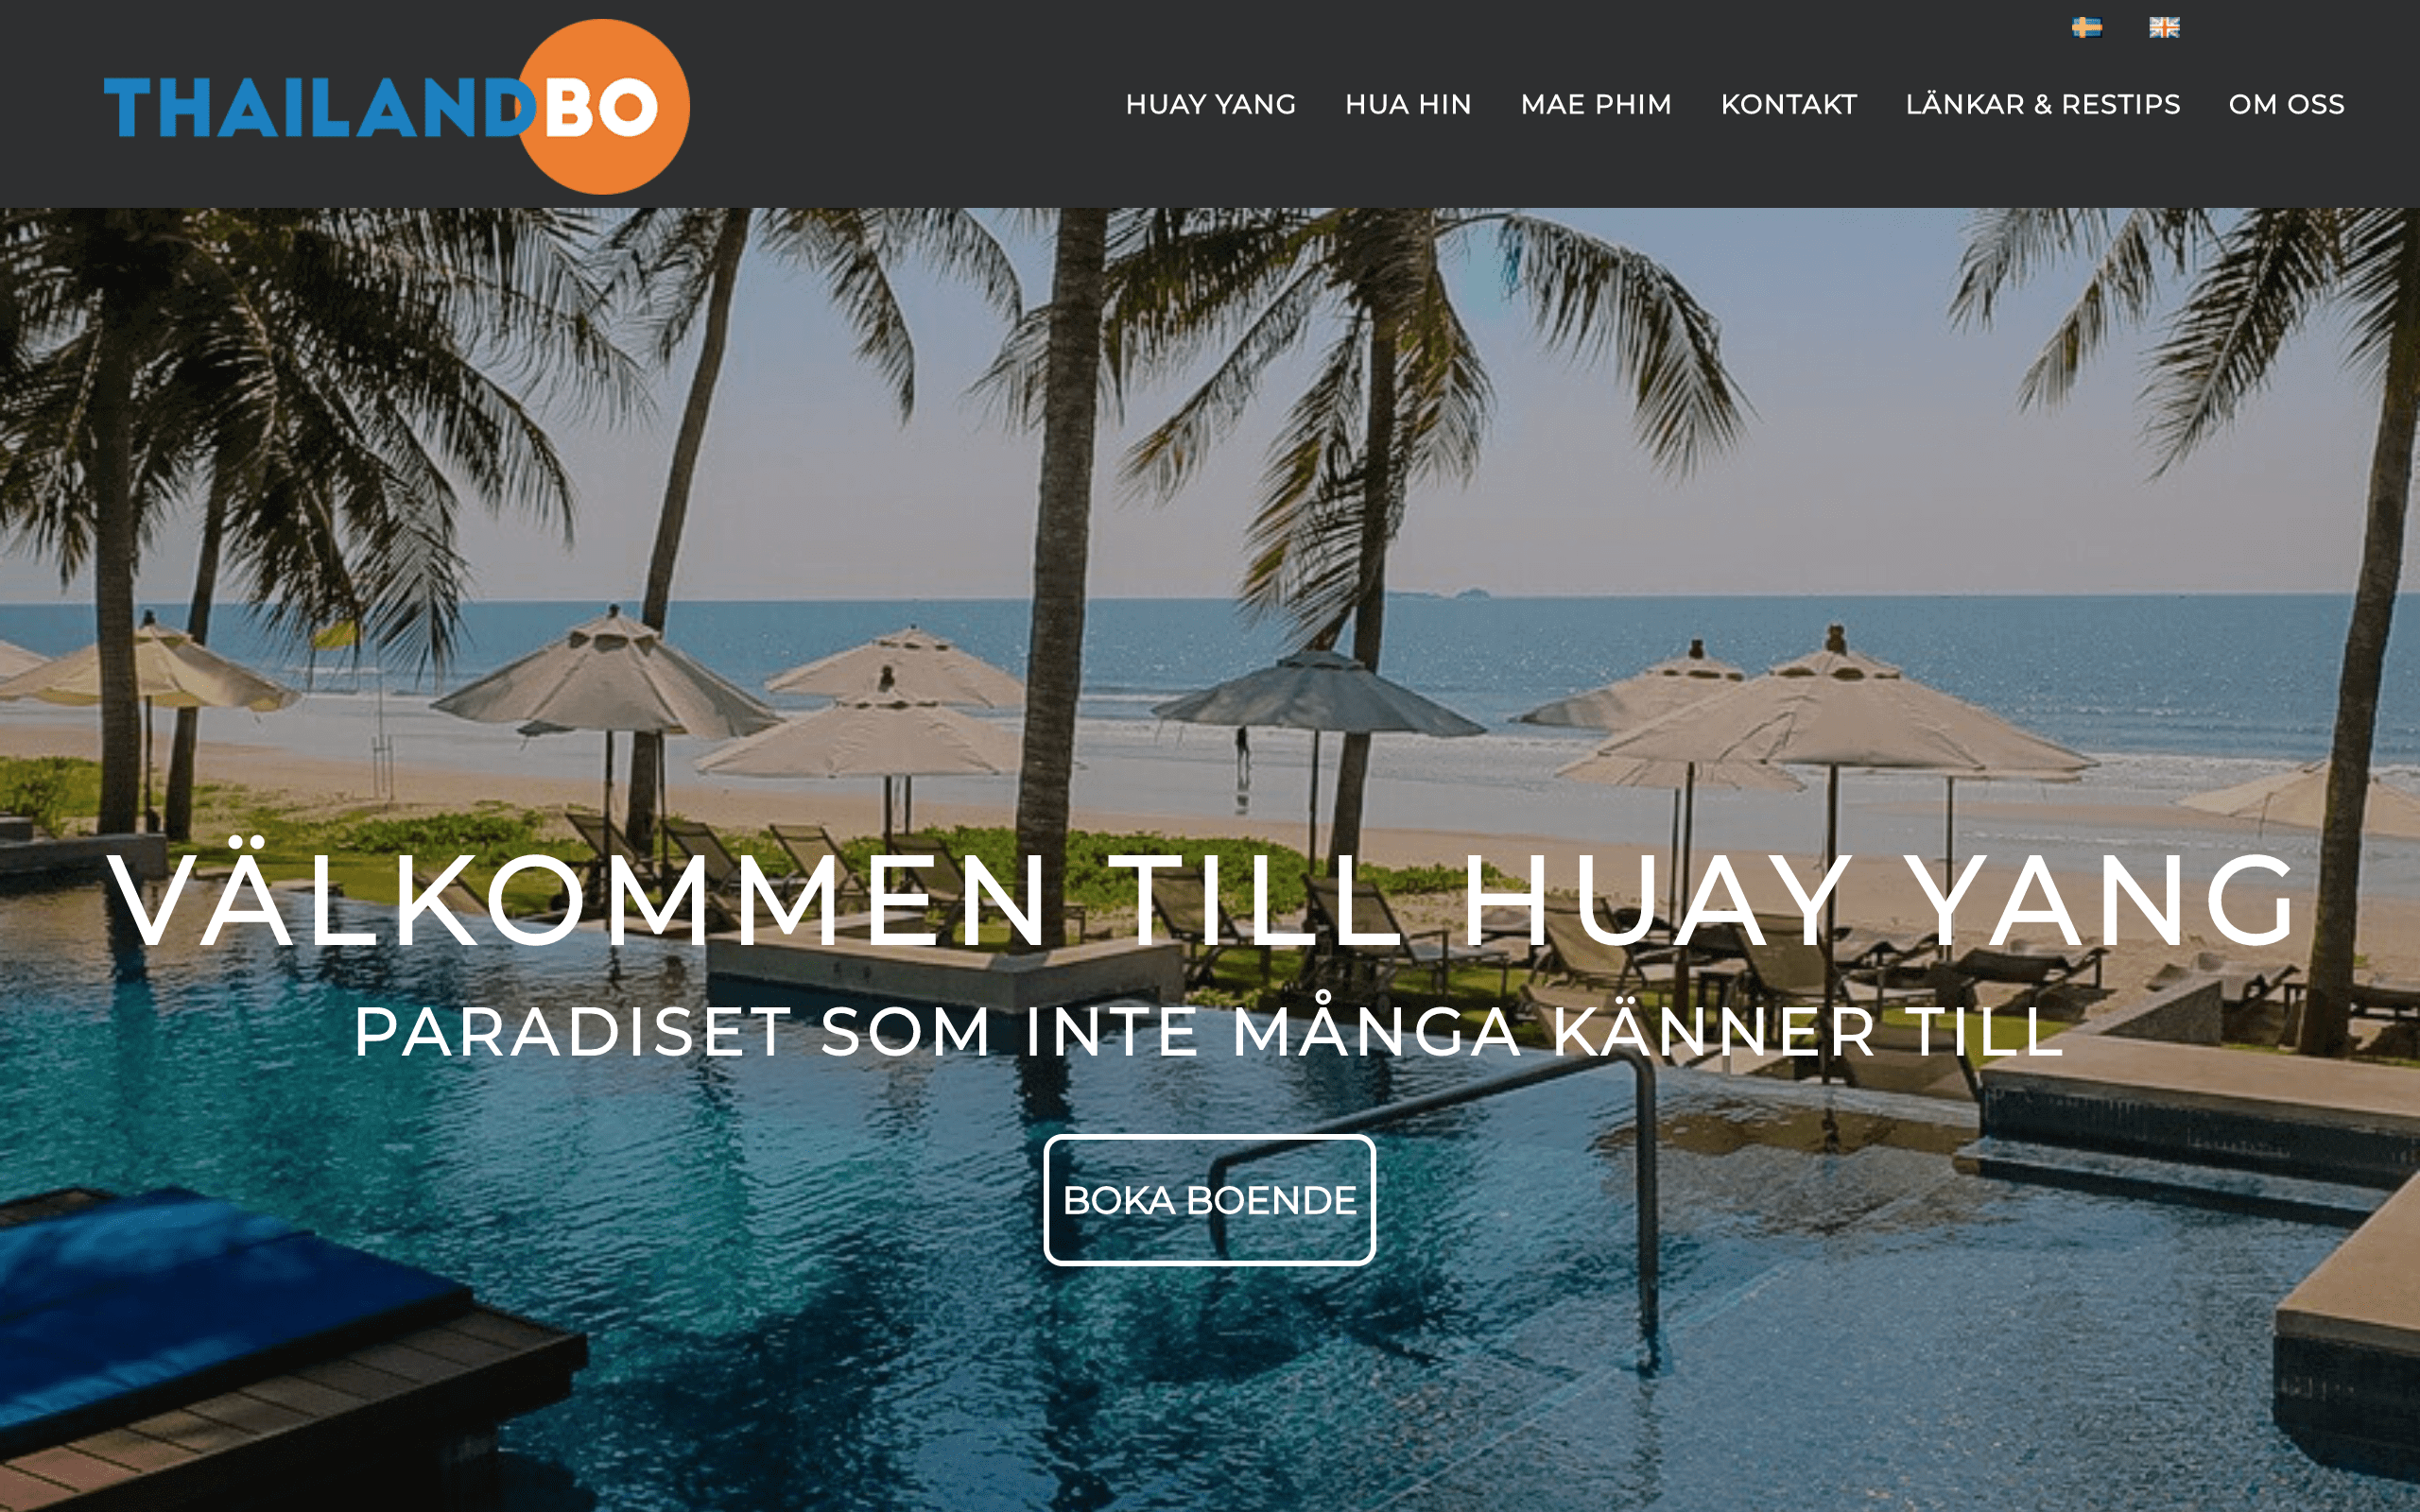 THAILANDBO
HUAY YANG HUA HIN MAE PHIM KONTAKT LÄNKAR & RESTIPS OM OSS
VÄLKOMMEN TILL HUAY YANG
PARADISET SOM INTE MÅNGA KÄNNER TILL
BOKA BOENDE